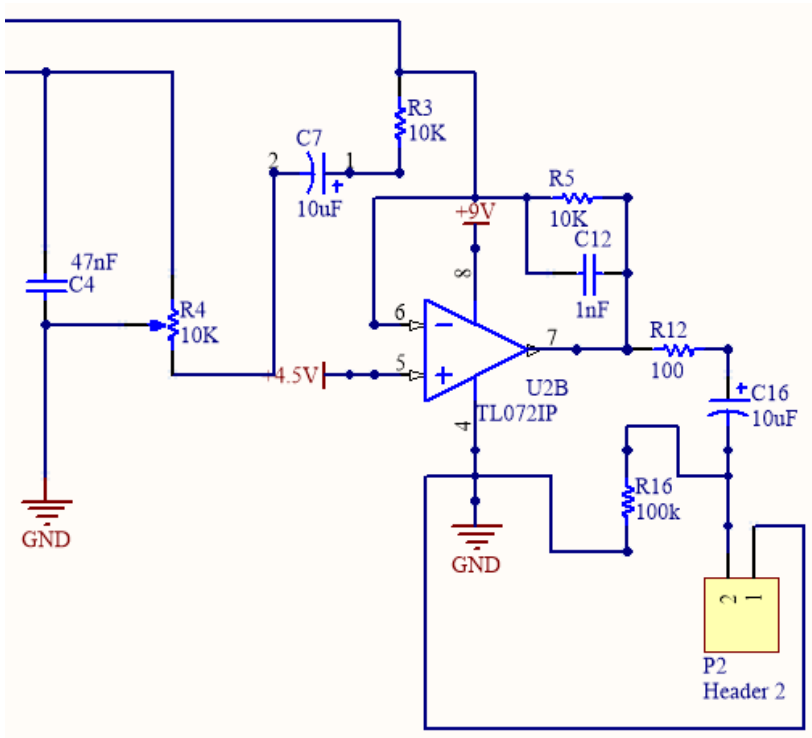 R3
10K
C7
2
1
10uF
R5
10K
+9V
C12
1nF
8
47nF
C4
R4
10K
6
7
R12
100
+4.5V
5
U2B
TL072IP
4
C16
10uF
R16
100k
GND
GND
2
1
P2
Header 2